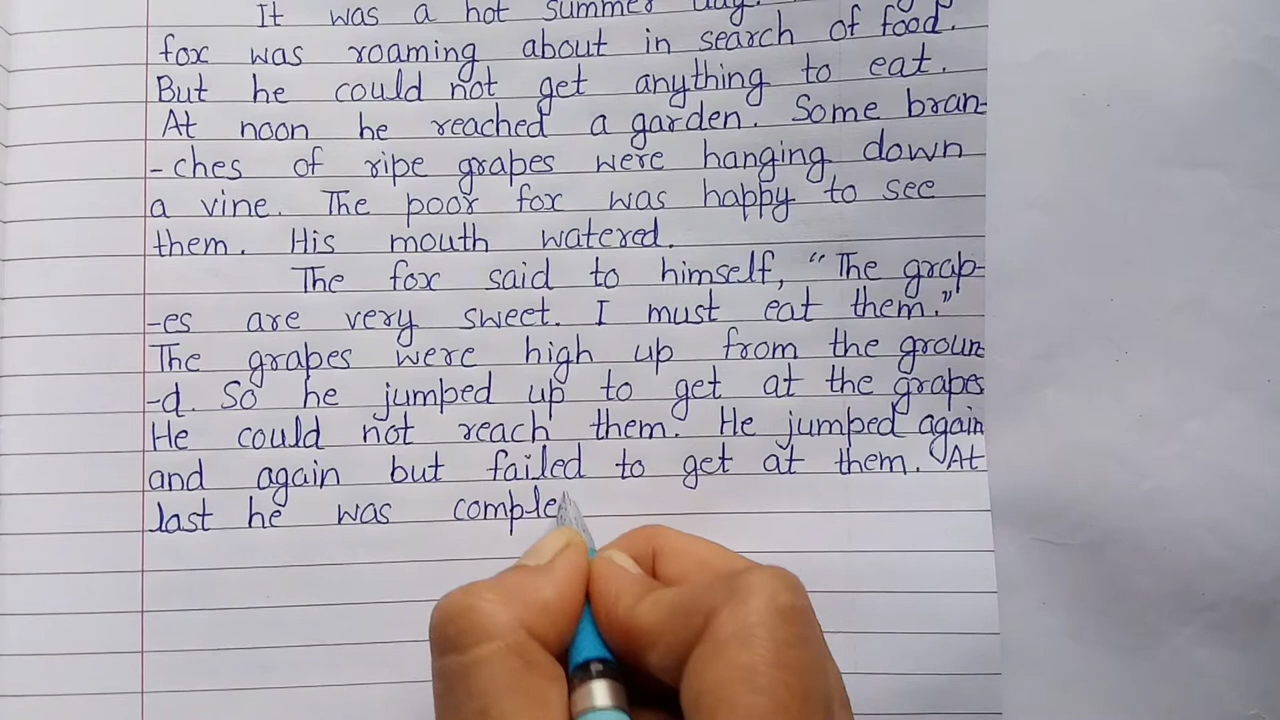 It was a hot summer day.
fox was roaming about in search of food.
But he could not get anything to eat.
At noon he reached a garden. Some bran-
-ches of ripe grapes were hanging down
a vine. The poor fox was happy to see
them. His mouth watered.
The fox said to himself, “The grap-
-es are very sweet. I must eat them.”
The grapes were high up from the groun
-d. So he jumped up to get at the grapes
He could not reach them. He jumped again
and again but failed to get at them. At
last he was comple